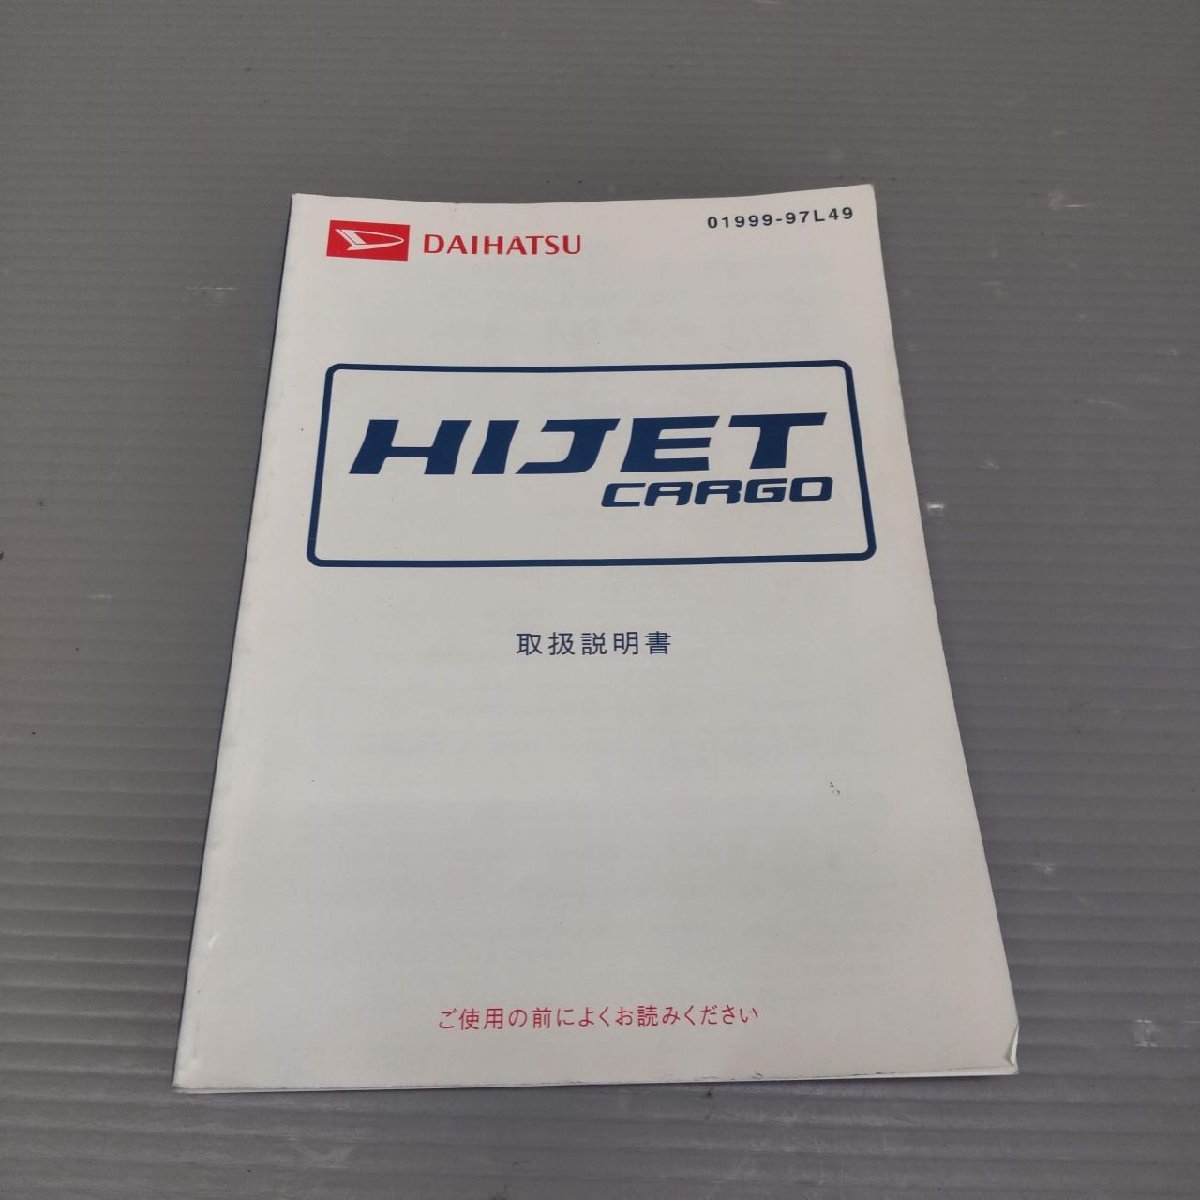 DAIHATSU
01999-97L49
HIJET
CARGO
取扱説明書
ご使用の前によくお読みください